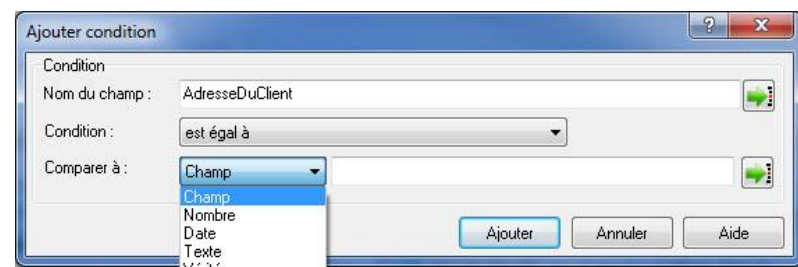 Ajouter condition
Condition
Nom du champ : AdresseDuClient
Condition : est égal à
Comparer à : Champ
Champ
Nombre
Date
Texte
Ajouter Annuler Aide